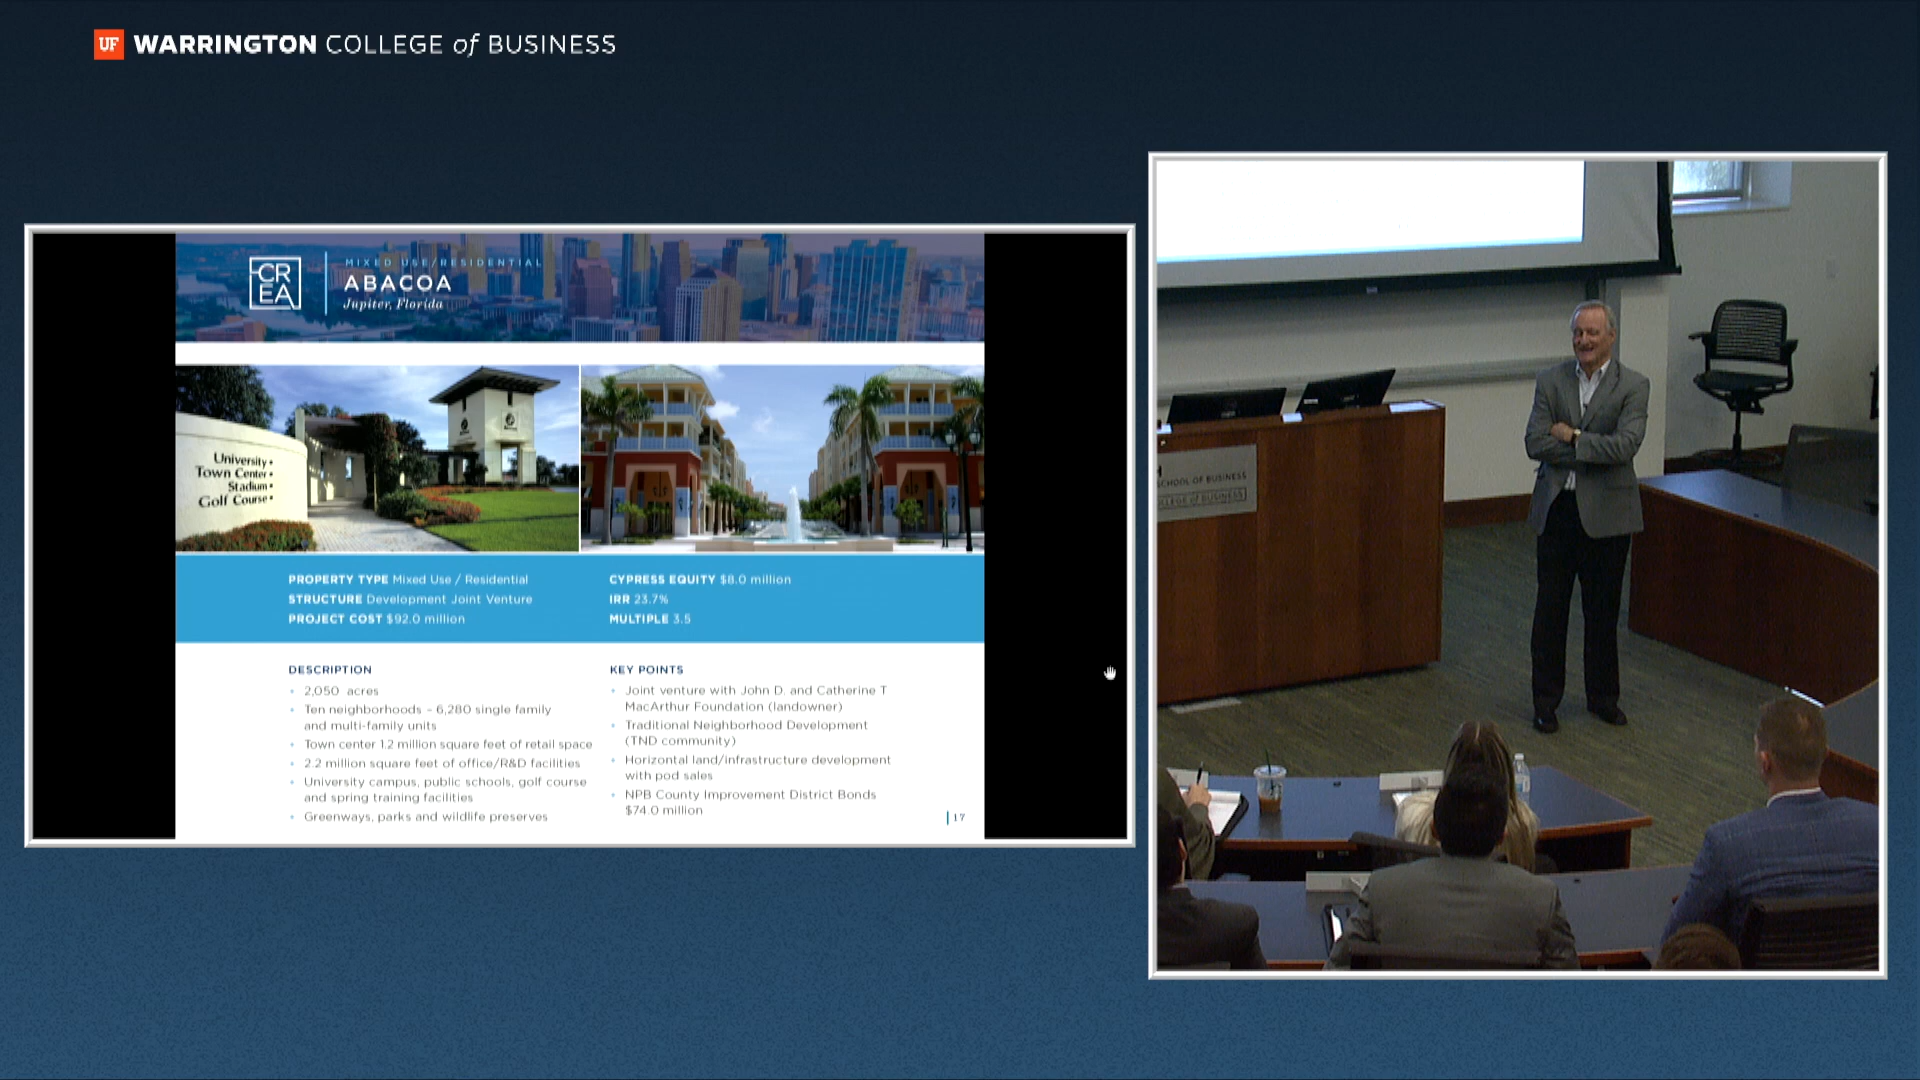 UF WARRINGTON COLLEGE of BUSINESS
CR
EA
MIXED USE/RESIDENTIAL
ABACOA
Jupiter, Florida
University •
Town Center •
Stadium •
Golf Course •
PROPERTY TYPE Mixed Use / Residential
STRUCTURE Development Joint Venture
PROJECT COST $92.0 million
CYPRESS EQUITY $8.0 million
IRR 23.7%
MULTIPLE 3.5
DESCRIPTION
• 2,050 acres
• Ten neighborhoods - 6,280 single family
and multi-family units
• Town center 1.2 million square feet of retail space
• 2.2 million square feet of office/R&D facilities
• University campus, public schools, golf course
and spring training facilities
• Greenways, parks and wildlife preserves
KEY POINTS
• Joint venture with John D. and Catherine T
MacArthur Foundation (landowner)
• Traditional Neighborhood Development
(TND community)
• Horizontal land/infrastructure development
with pod sales
• NPB County Improvement District Bonds
$74.0 million
17
SCHOOL OF BUSINESS
COLLEGE of BUSINESS